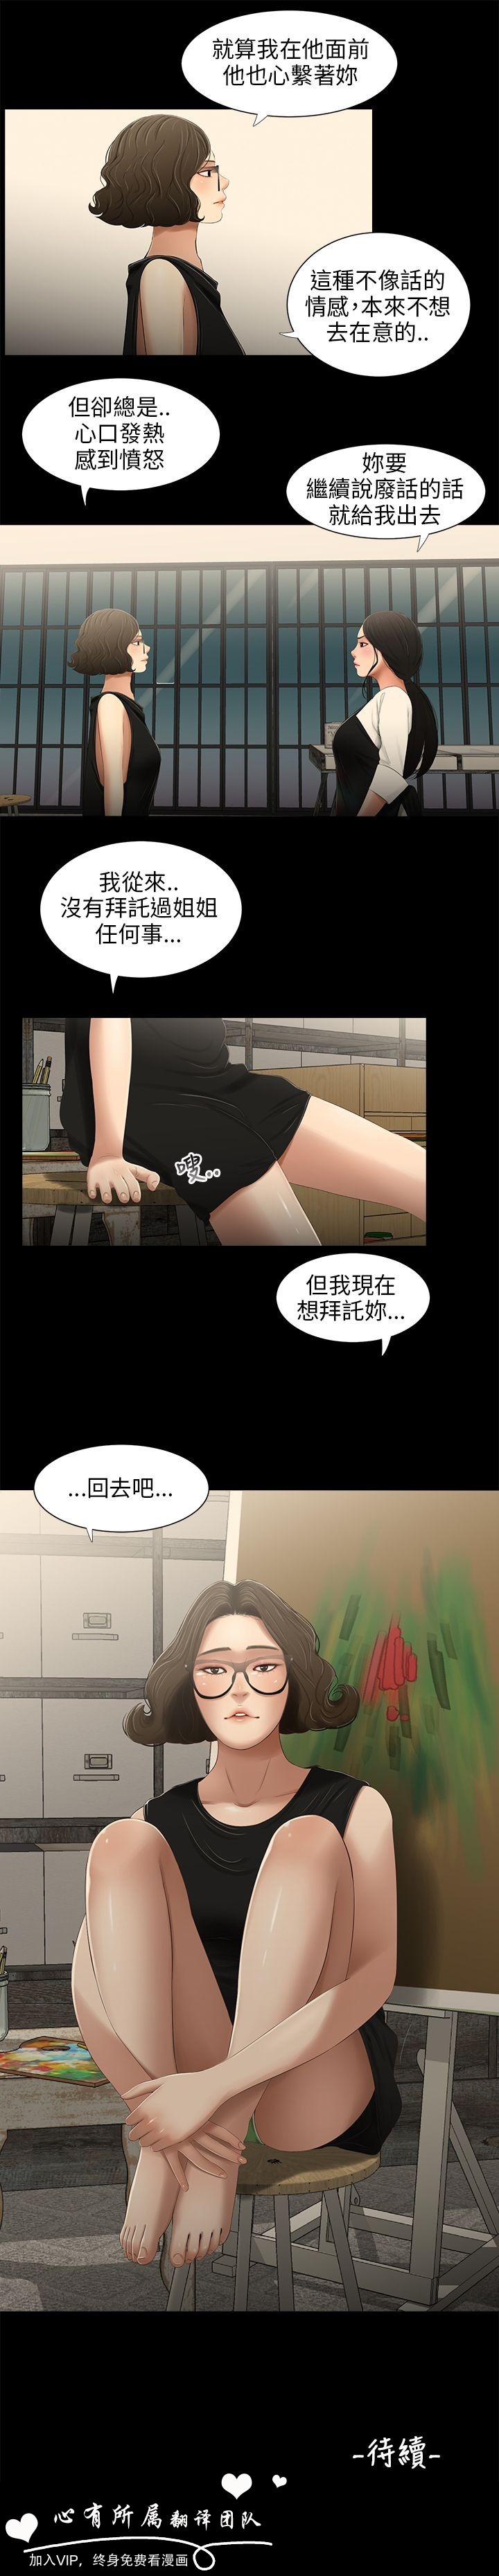 就算我在他面前
他也心繫著妳
這種不像話的
情感，本來不想
去在意的..
但卻總是..
心口發熱
感到憤怒
妳要
繼續說廢話的話
就給我出去
我從來..
沒有拜託過姐姐
任何事...
嗖..
但我現在
想拜託妳...
...回去吧...
-待續-
心有所属翻译团队
加入VIP，终身免费看漫画